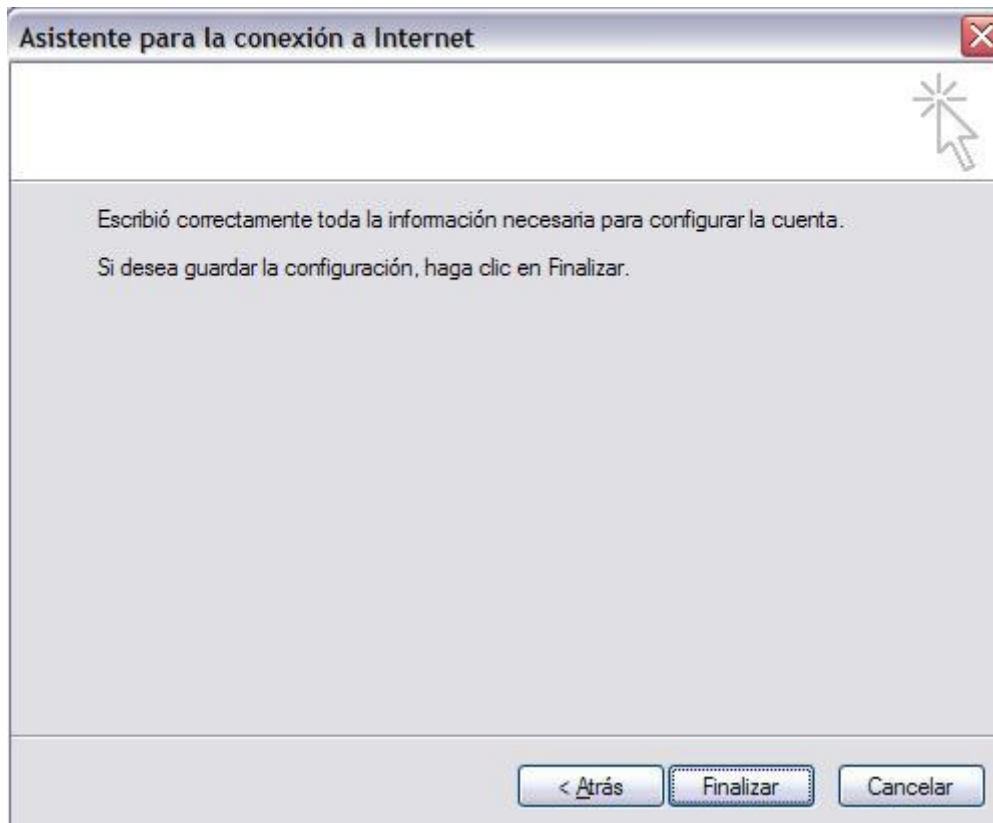 Asistente para la conexión a Internet
Escribió correctamente toda la información necesaria para configurar la cuenta.
Si desea guardar la configuración, haga clic en Finalizar.
< Atrás Finalizar Cancelar